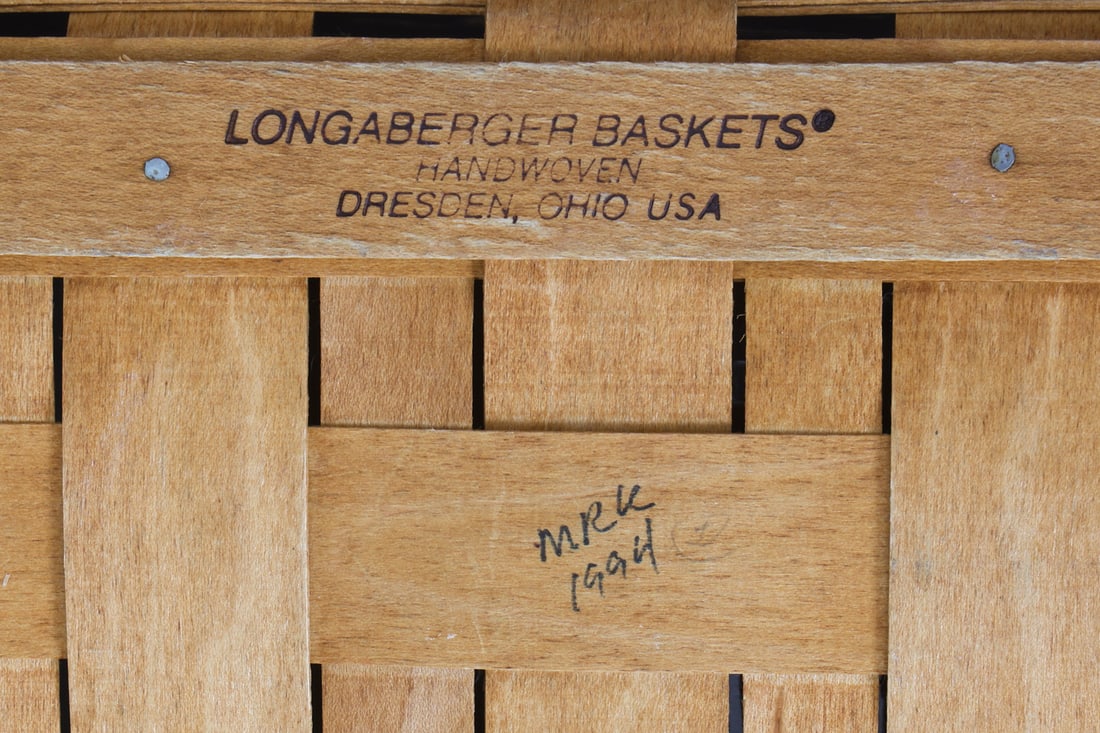 LONGABERGER BASKETS®
HANDWOVEN
DRESDEN, OHIO USA
MRK
1994